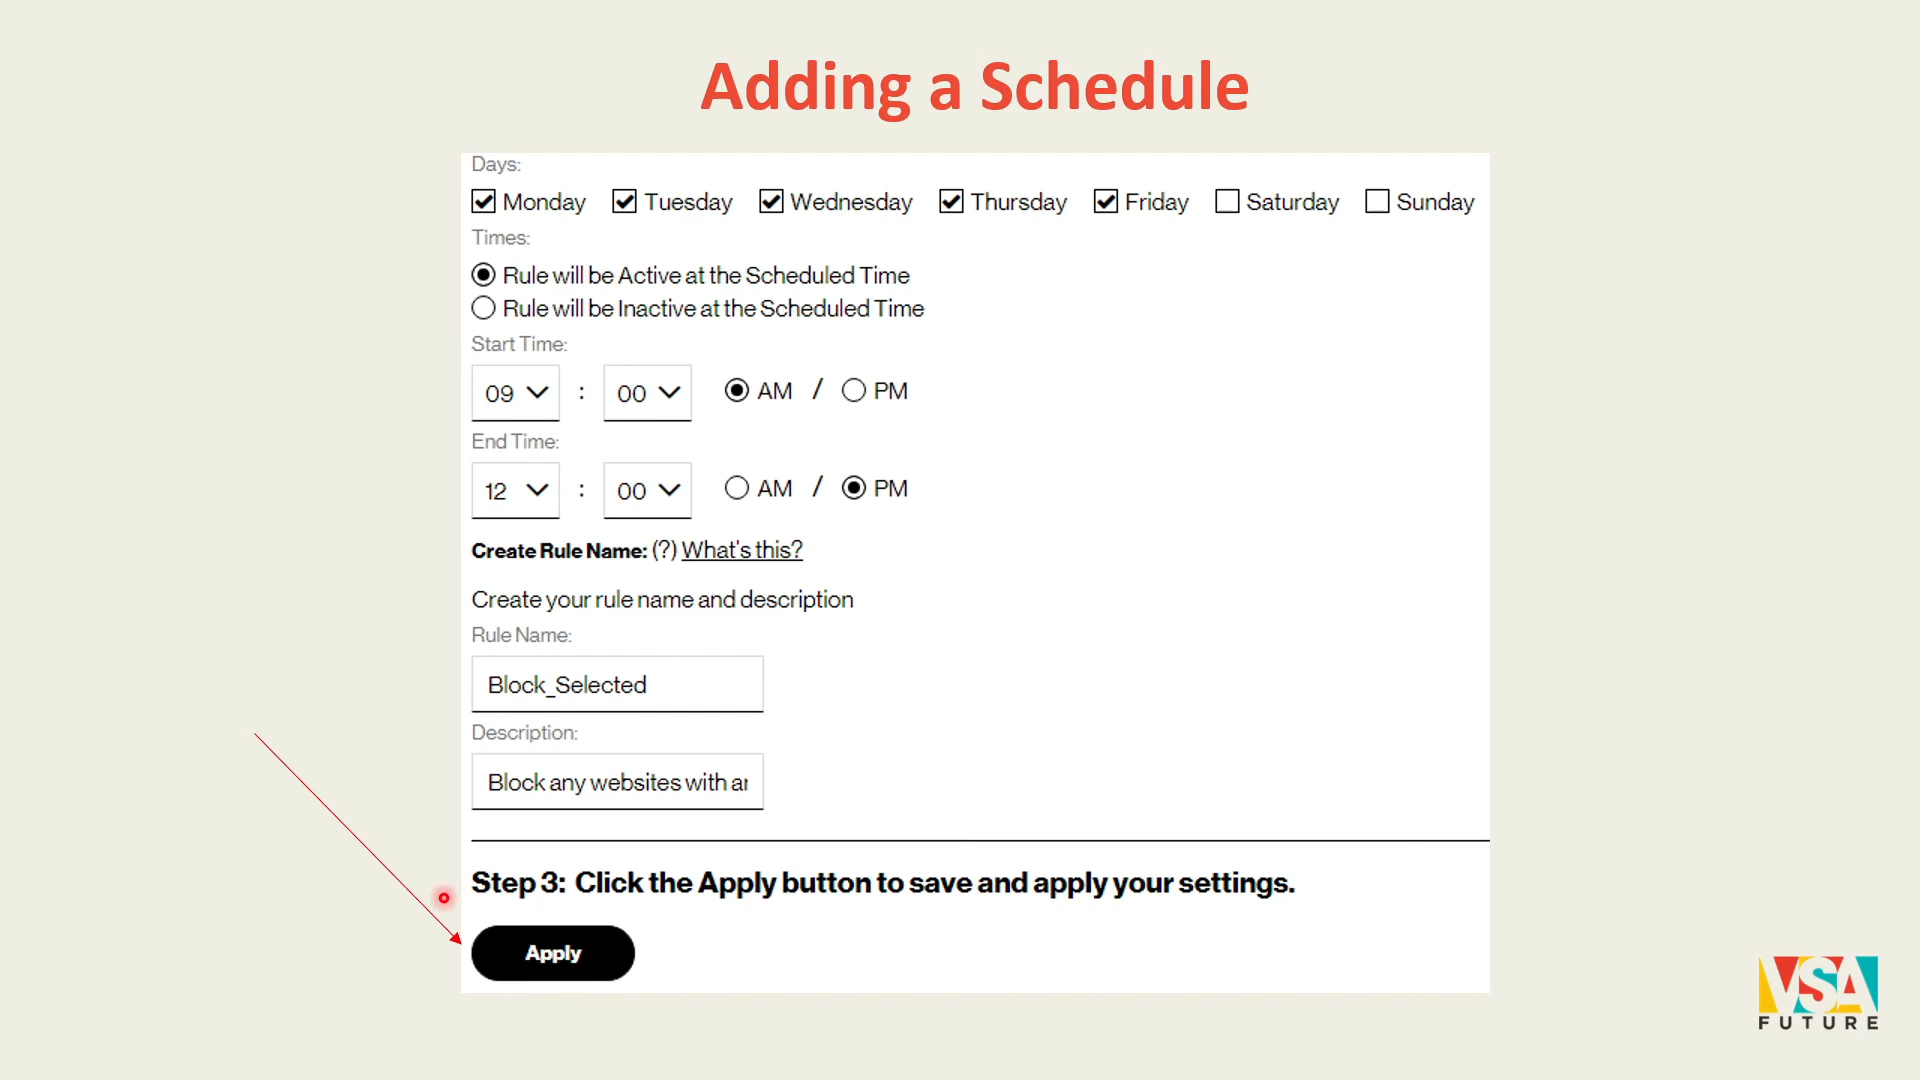 Adding a Schedule
Days:
Monday Tuesday Wednesday Thursday Friday Saturday Sunday
Times:
Rule will be Active at the Scheduled Time
Rule will be Inactive at the Scheduled Time
Start Time:
09 : 00 AM / PM
End Time:
12 : 00 AM / PM
Create Rule Name: (?) What's this?
Create your rule name and description
Rule Name:
Block_Selected
Description:
Block any websites with
Step 3: Click the Apply button to save and apply your settings.
Apply
VSA
FUTURE